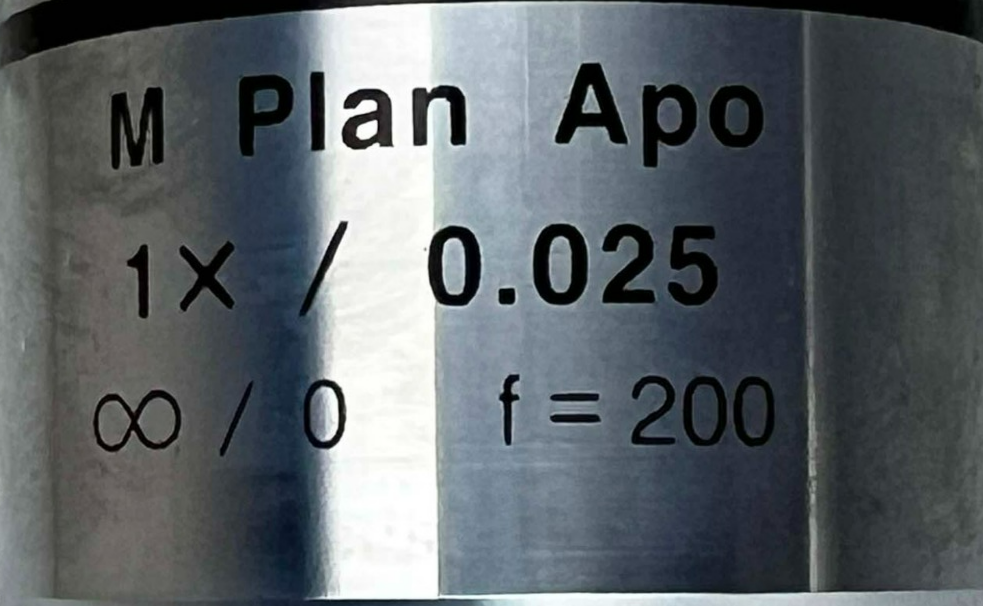 M Plan Apo
1X / 0.025
∞ / 0 f = 200